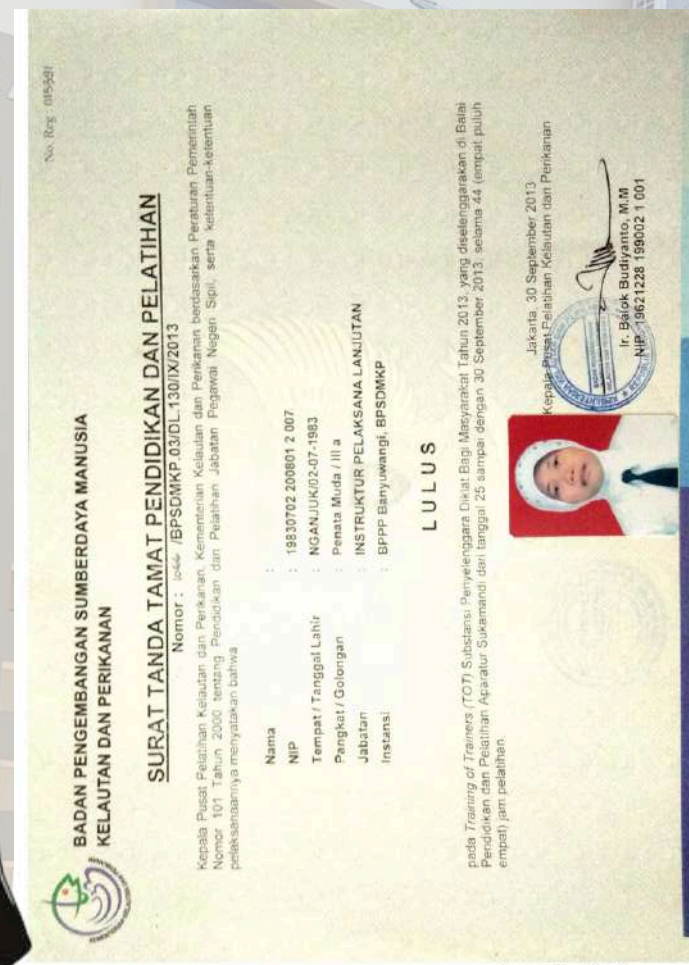 No. Reg : 015591
BADAN PENGEMBANGAN SUMBERDAYA MANUSIA
KELAUTAN DAN PERIKANAN
SURAT TANDA TAMAT PENDIDIKAN DAN PELATIHAN
Nomor : /BPSDMKP.03/DL.130/IX/2013
Kepala Pusat Pelatihan Kelautan dan Perikanan, Kementerian Kelautan dan Perikanan berdasarkan Peraturan Pemerintah
Nomor 101 Tahun 2000 tentang Pendidikan dan Pelatihan Jabatan Pegawai Negeri Sipil, serta ketentuan-ketentuan
pelaksanaannya menyatakan bahwa
Nama :
NIP : 19830702 200801 2 007
Tempat / Tanggal Lahir : NGANJUK/02-07-1983
Pangkat / Golongan : Penata Muda / III a
Jabatan : INSTRUKTUR PELAKSANA LANJUTAN
Instansi : BPPP Banyuwangi, BPSDMKP
LULUS
pada Training of Trainers (TOT) Substansi Penyelenggara Diklat Bagi Masyarakat Tahun 2013, yang diselenggarakan di Balai
Pendidikan dan Pelatihan Aparatur Sukamandi dari tanggal 25 sampai dengan 30 September 2013 selama 44 (empat puluh
empat) jam pelatihan.
Jakarta, 30 September 2013
Kepala Pusat Pelatihan Kelautan dan Perikanan
Ir. Balok Budiyanto, M.M
NIP. 19621228 199002 1 001